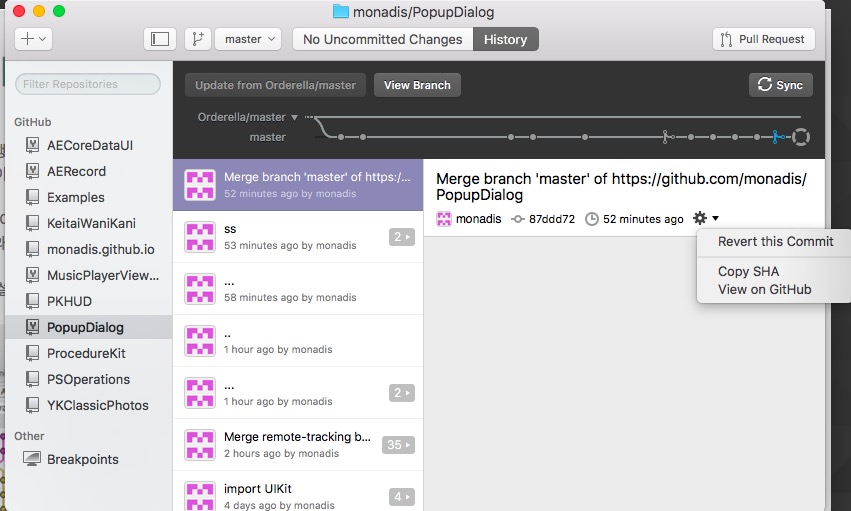 monadis/PopupDialog
master
No Uncommitted Changes
History
Pull Request
Filter Repositories
GitHub
AECoreDataUI
AERecord
Examples
KeitaiWaniKani
monadis.github.io
MusicPlayerView...
PKHUD
PopupDialog
ProcedureKit
PSOperations
YKClassicPhotos
Other
Breakpoints
Update from Orderella/master
View Branch
Sync
Orderella/master
master
Merge branch 'master' of https:/...
52 minutes ago by monadis
ss
53 minutes ago by monadis
2
...
58 minutes ago by monadis
..
1 hour ago by monadis
...
1 hour ago by monadis
2
Merge remote-tracking b...
2 hours ago by monadis
35
import UIKit
4 days ago by monadis
4
Merge branch 'master' of https://github.com/monadis/
PopupDialog
monadis 87ddd72 52 minutes ago
Revert this Commit
Copy SHA
View on GitHub